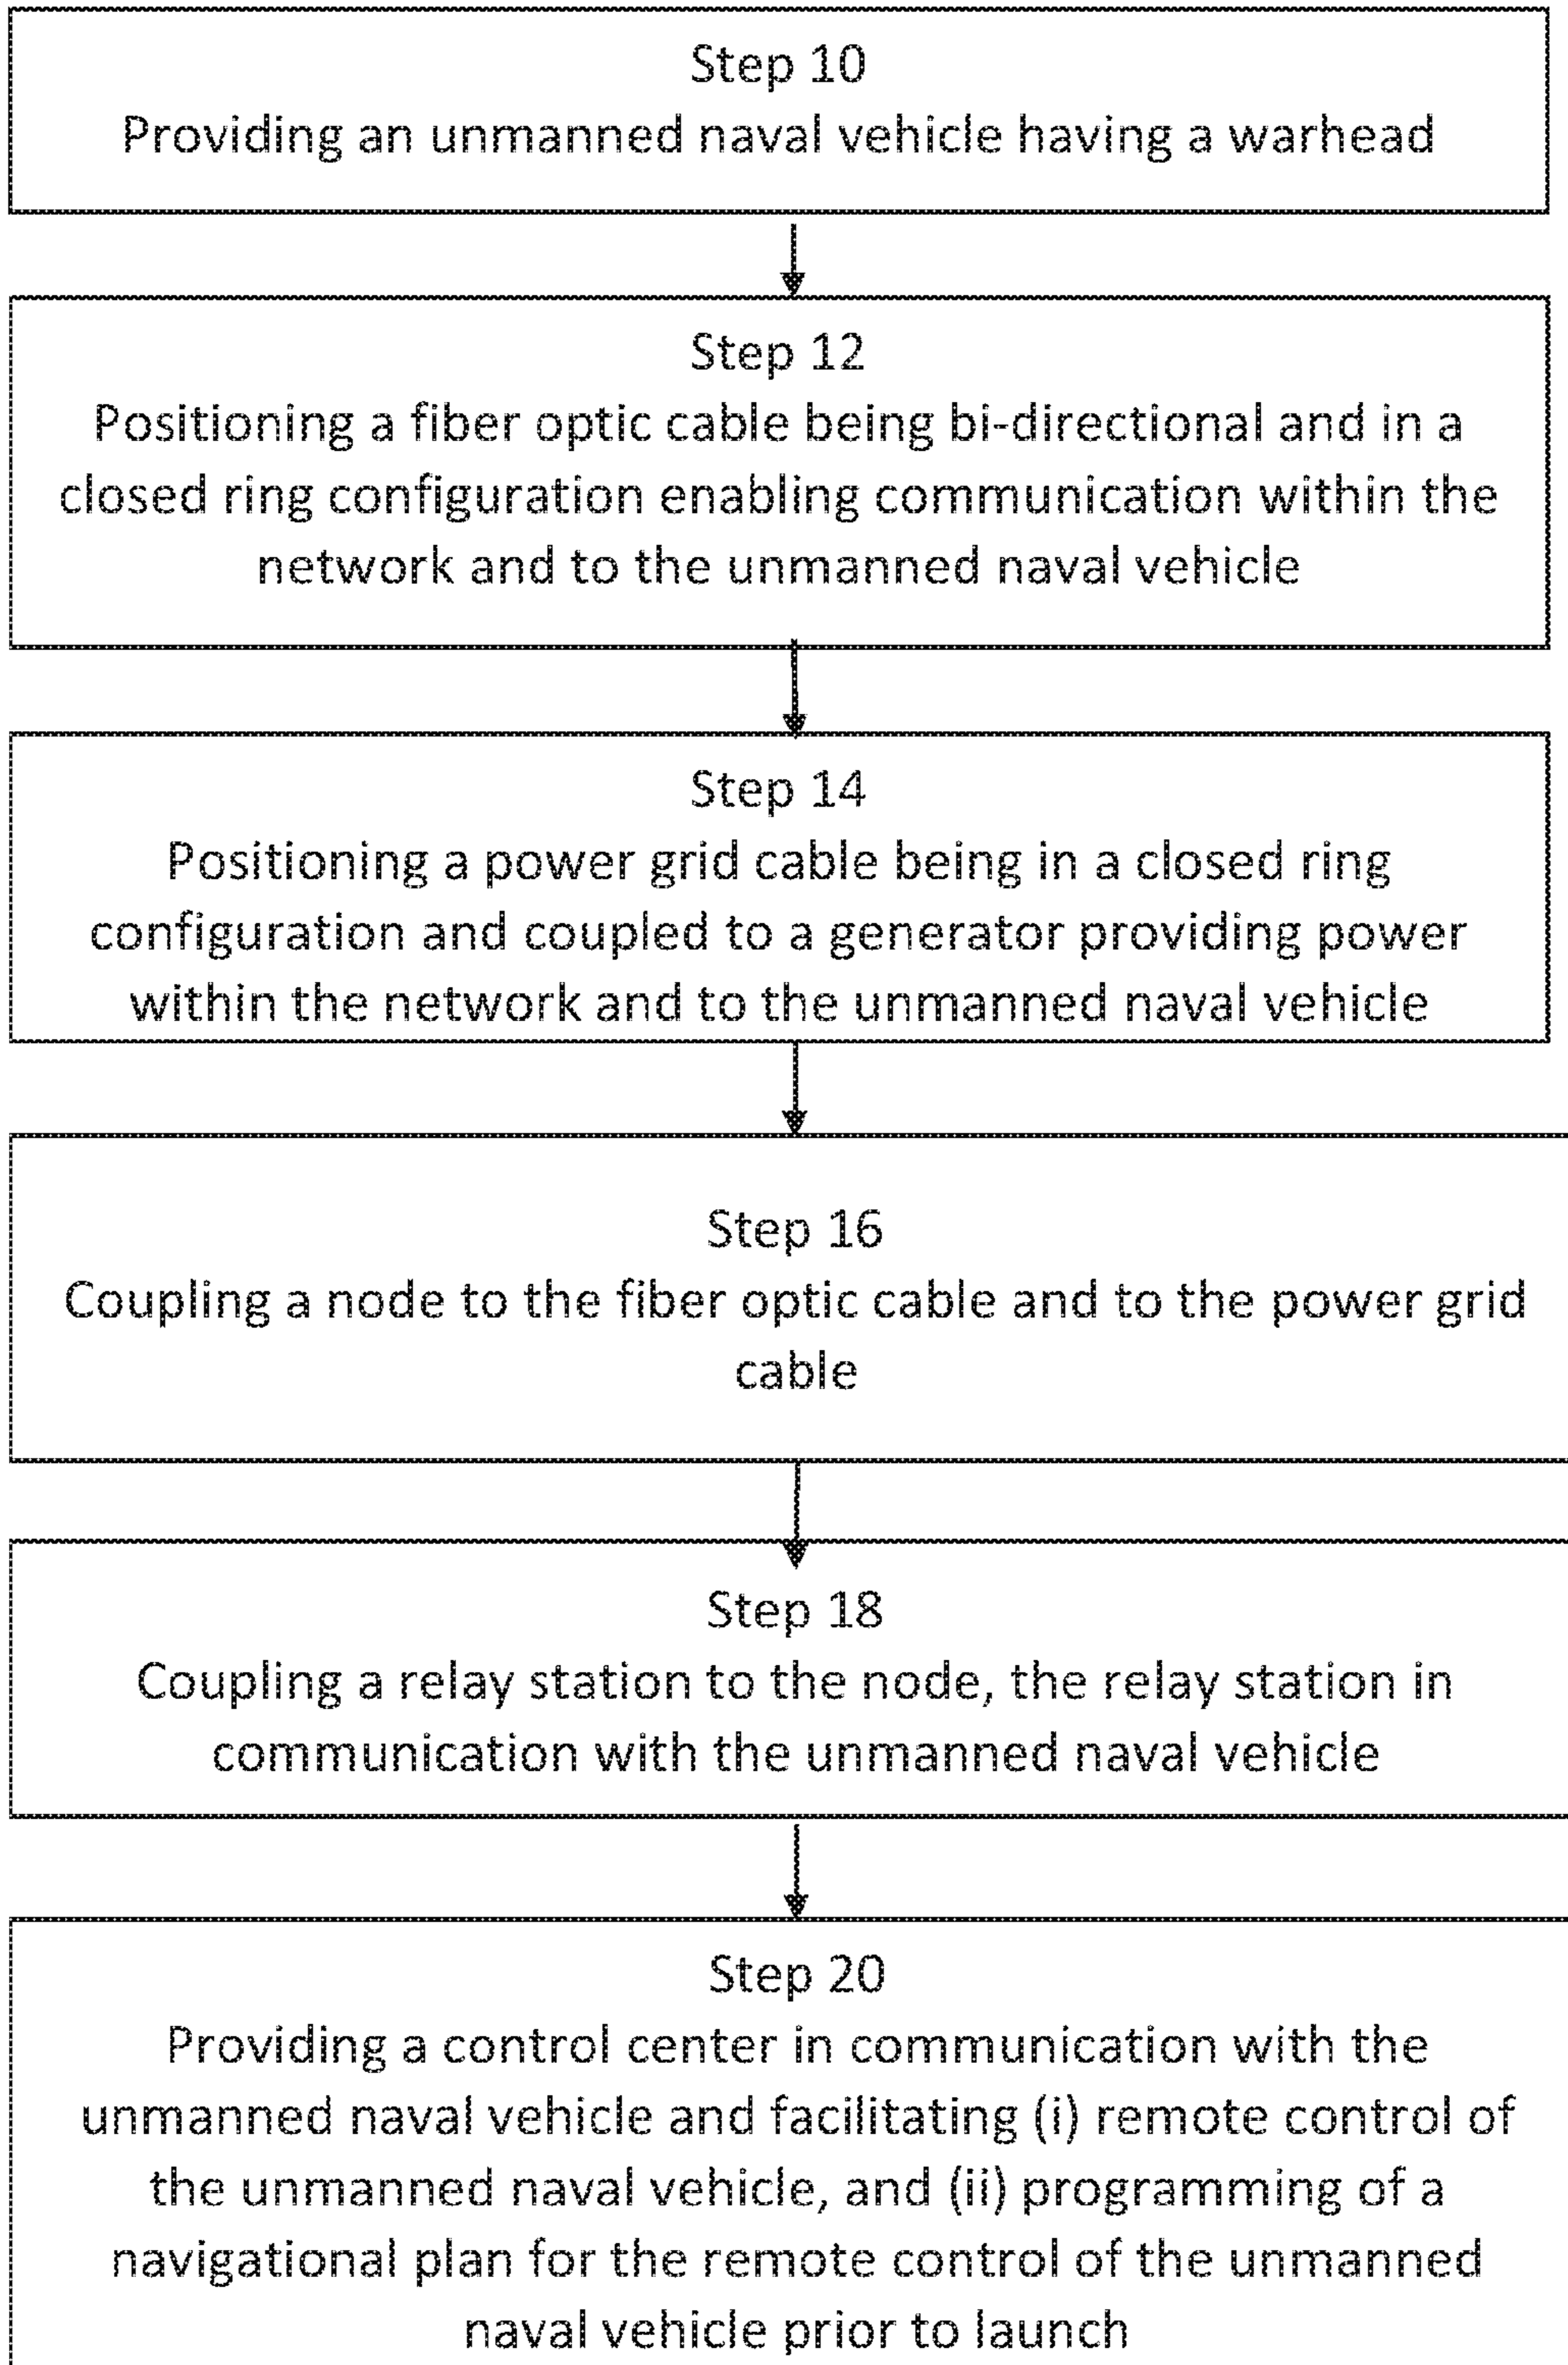 Step 10
Providing an unmanned naval vehicle having a warhead
Step 12
Positioning a fiber optic cable being bi-directional and in a
closed ring configuration enabling communication within the
network and to the unmanned naval vehicle
Step 14
Positioning a power grid cable being in a closed ring
configuration and coupled to a generator providing power
within the network and to the unmanned naval vehicle
Step 16
Coupling a node to the fiber optic cable and to the power grid
cable
Step 18
Coupling a relay station to the node, the relay station in
communication with the unmanned naval vehicle
Step 20
Providing a control center in communication with the
unmanned naval vehicle and facilitating (i) remote control of
the unmanned naval vehicle, and (ii) programming of a
navigational plan for the remote control of the unmanned
naval vehicle prior to launch